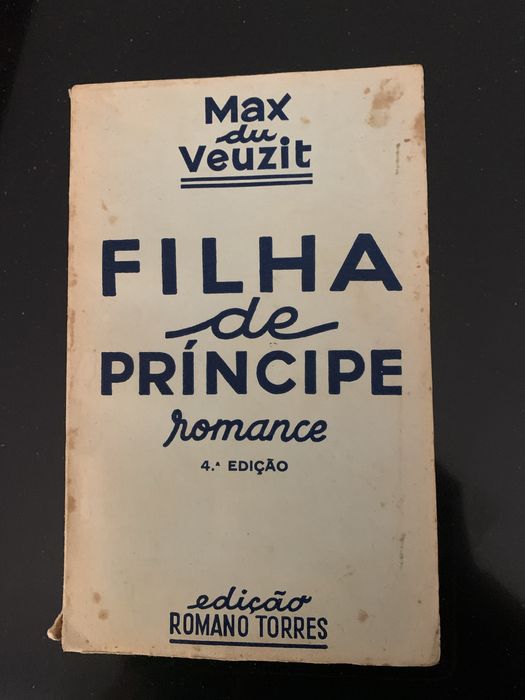 Max
du
Veuzit
FILHA
de
PRÍNCIPE
romance
4.ª EDIÇÃO
edição
ROMANO TORRES